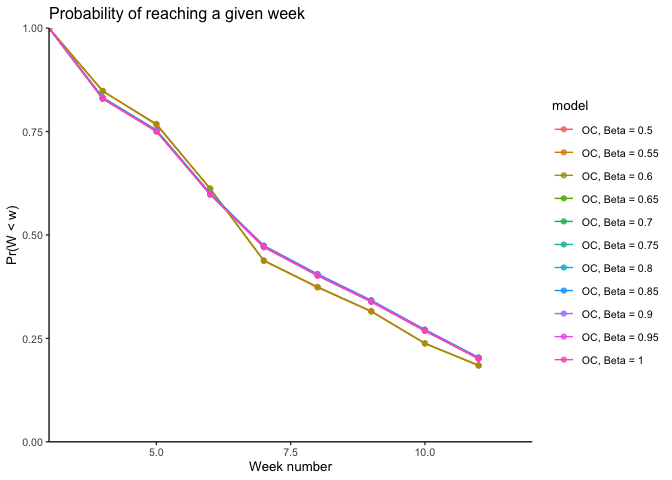 Probability of reaching a given week
1.00
0.75
0.50
0.25
0.00
Pr(W < w)
5.0
7.5
10.0
Week number
model
OC, Beta = 0.5
OC, Beta = 0.55
OC, Beta = 0.6
OC, Beta = 0.65
OC, Beta = 0.7
OC, Beta = 0.75
OC, Beta = 0.8
OC, Beta = 0.85
OC, Beta = 0.9
OC, Beta = 0.95
OC, Beta = 1